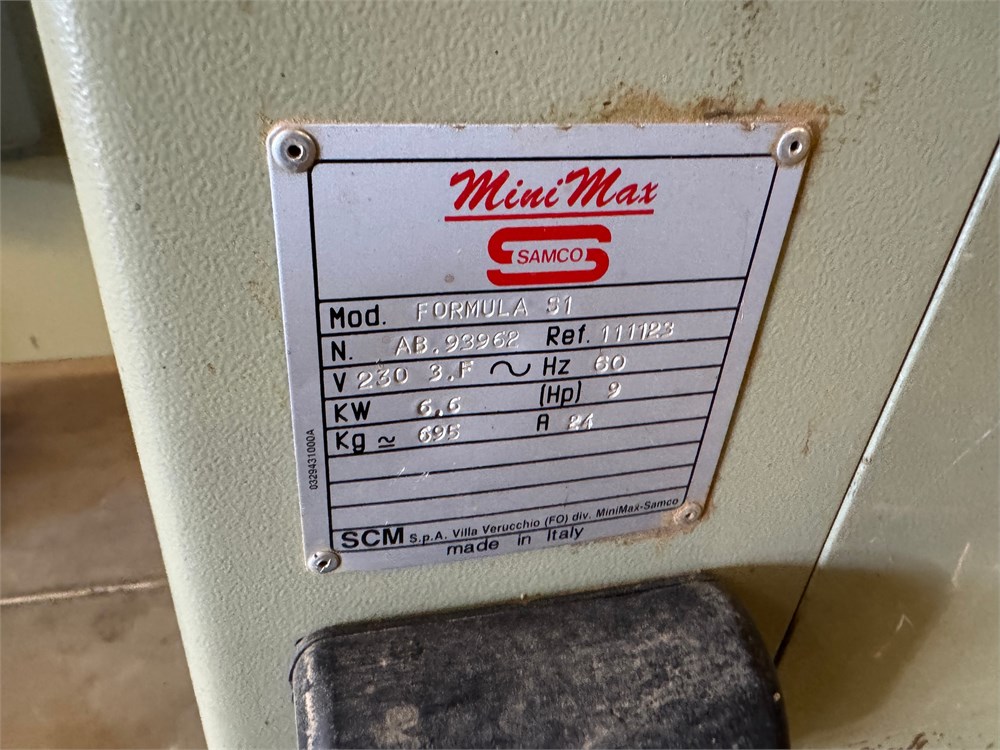 MiniMax
SAMCO
Mod. FORMULA S1
N. AB.93962 Ref. 111123
V 230 3.F ~ Hz 60
KW 6,6 (Hp) 9
Kg ≃ 695 A 24
SCM S.p.A. Villa Verucchio (FO) div. MiniMax-Samco
made in Italy
0329431000A